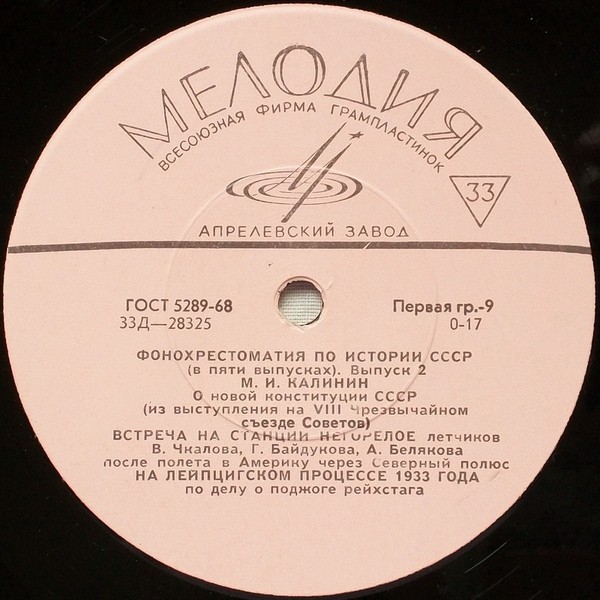 МЕЛОДИЯ
ВСЕСОЮЗНАЯ ФИРМА ГРАМПЛАСТИНОК
33
АПРЕЛЕВСКИЙ ЗАВОД
ГОСТ 5289-68 Первая гр.-9
33Д—28325 0-17
ФОНОХРЕСТОМАТИЯ ПО ИСТОРИИ СССР
(в пяти выпусках). Выпуск 2
М. И. КАЛИНИН
О новой конституции СССР
(из выступления на VIII Чрезвычайном
съезде Советов)
ВСТРЕЧА НА СТАНЦИИ НЕГОРЕЛОЕ летчиков
В. Чкалова, Г. Байдукова, А. Белякова
после полета в Америку через Северный полюс
НА ЛЕЙПЦИГСКОМ ПРОЦЕССЕ 1933 ГОДА
по делу о поджоге рейхстага